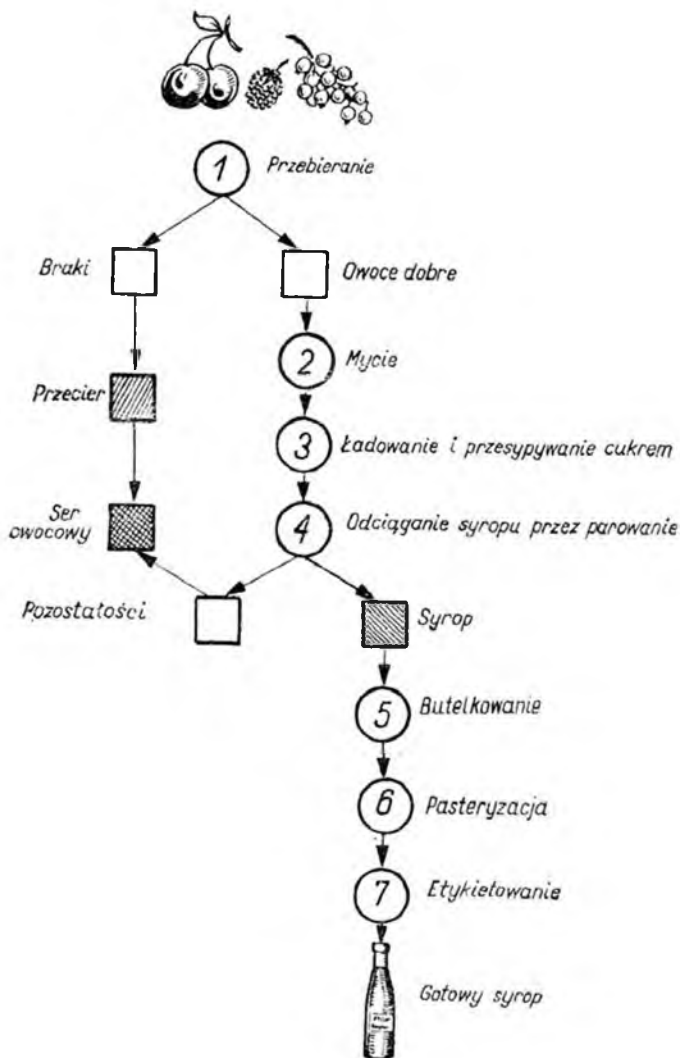 1 Przebieranie
Braki
Owoce dobre
2 Mycie
Przecier
3 Ładowanie i przesypywanie cukrem
Ser
owocowy
4 Odciąganie syropu przez parowanie
Pozostałości
Syrop
5 Butelkowanie
6 Pasteryzacja
7 Etykietowanie
Gotowy syrop